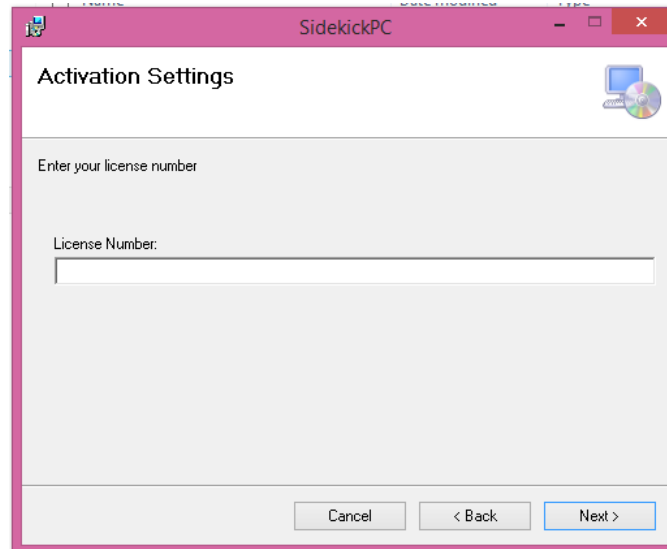 SidekickPC
Activation Settings
Enter your license number
License Number:
Cancel
< Back
Next >